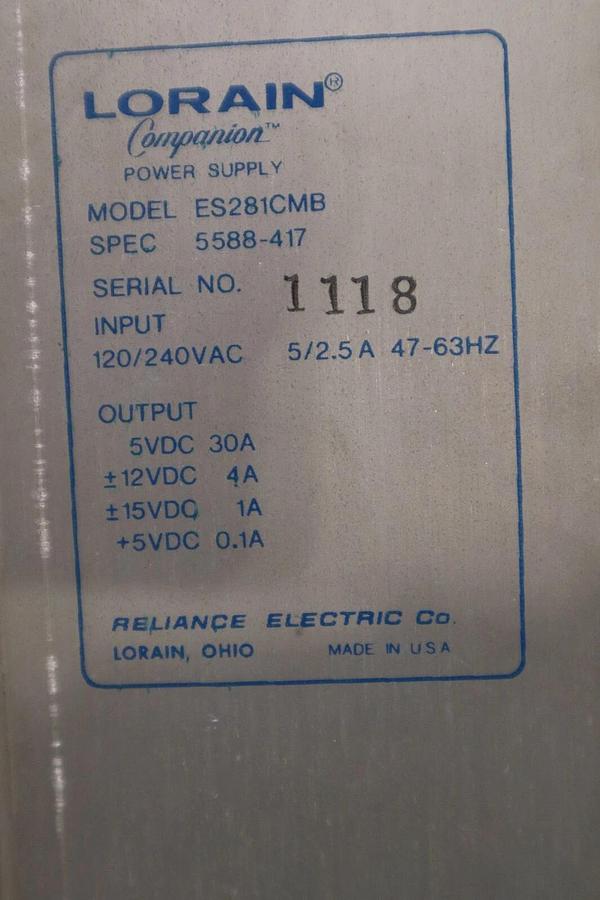 LORAIN®
Companion™
POWER SUPPLY
MODEL ES281CMB
SPEC 5588-417
SERIAL NO. 1118
INPUT
120/240VAC 5/2.5A 47-63HZ
OUTPUT
5VDC 30A
±12VDC 4A
±15VDC 1A
+5VDC 0.1A
RELIANCE ELECTRIC Co.
LORAIN, OHIO MADE IN USA